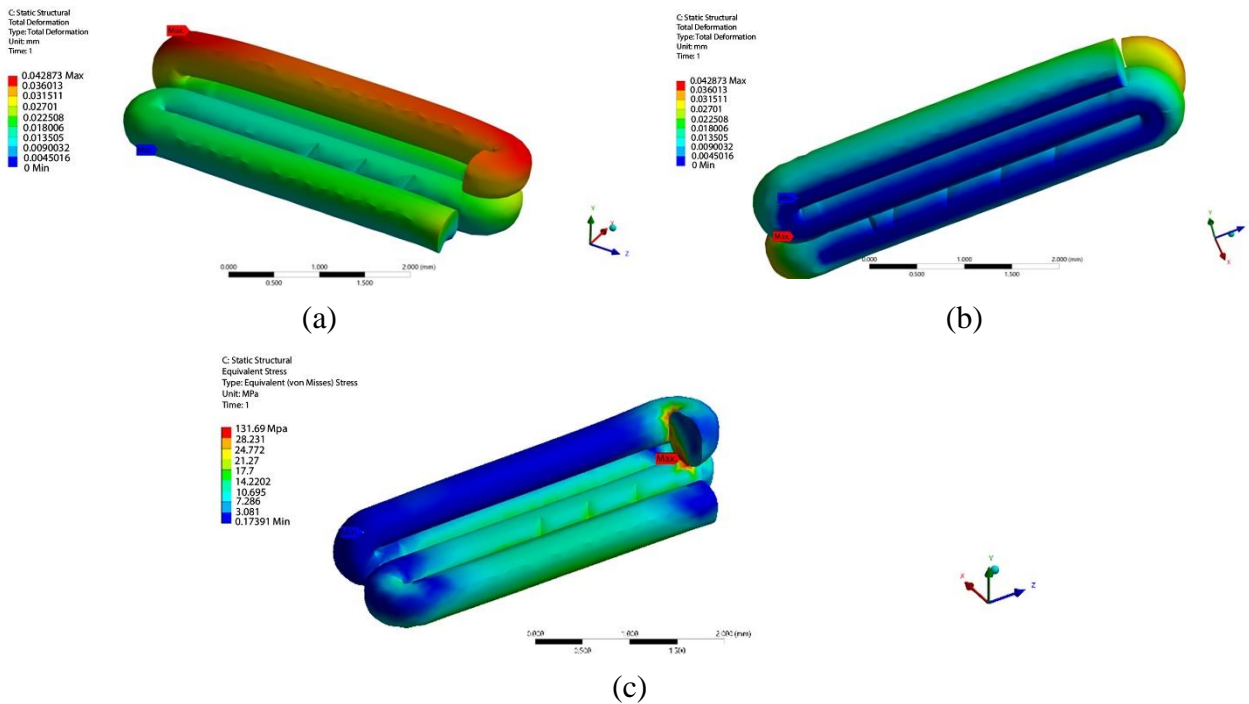 C: Static Structural
Total Deformation
Type: Total Deformation
Unit: mm
Time: 1
0.042873 Max
0.036013
0.031511
0.02701
0.022508
0.018006
0.013505
0.0090032
0.0045016
0 Min
Max
Min
Y
X
Z
0.000 1.000 2.000 (mm)
0.500 1.500
(a)
C: Static Structural
Total Deformation
Type: Total Deformation
Unit: mm
Time: 1
0.042873 Max
0.036013
0.031511
0.02701
0.022508
0.018006
0.013505
0.0090032
0.0045016
0 Min
Max
Y
X
0.000 1.000 2.000 (mm)
0.500 1.500
(b)
C: Static Structural
Equivalent Stress
Type: Equivalent (von Misses) Stress
Unit: MPa
Time: 1
131.69 Mpa
28.231
24.772
21.27
17.7
14.2202
10.695
7.286
3.081
0.17391 Min
Max
Y
X
Z
0.000 1.000 2.000 (mm)
0.500 1.500
(c)